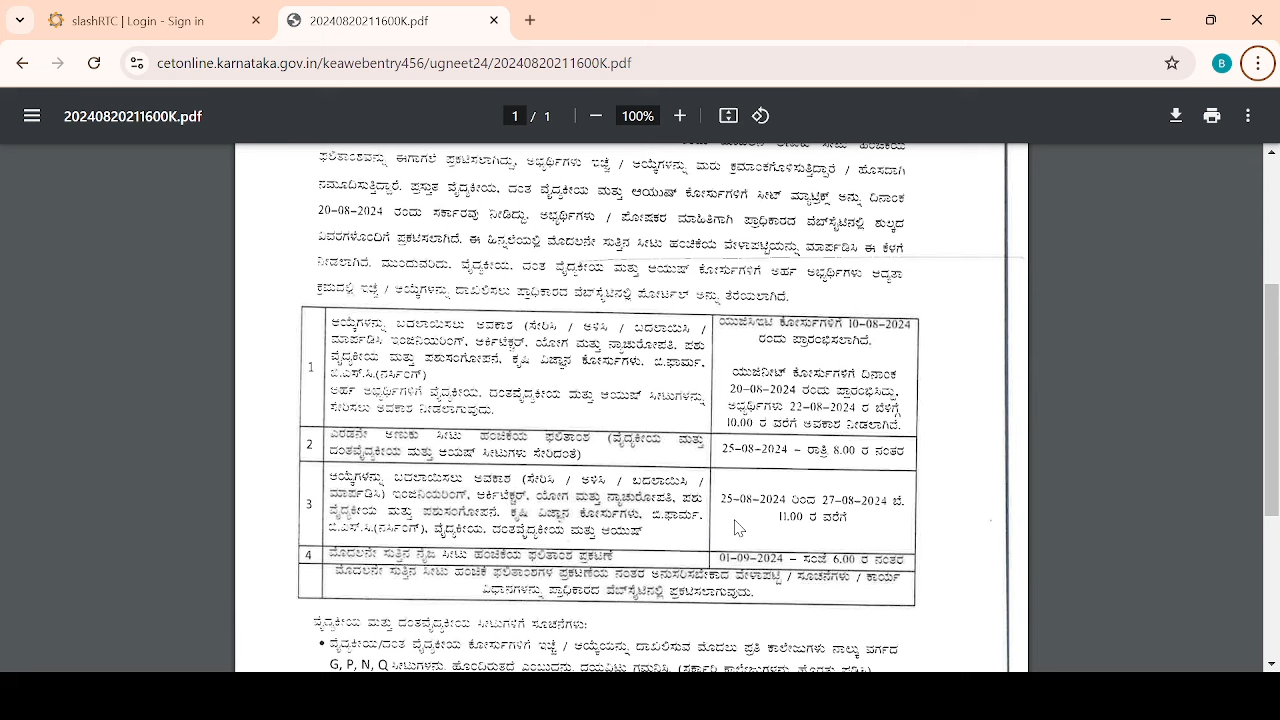 slashRTC | Login - Sign in
20240820211600K.pdf
cetonline.karnataka.gov.in/keawebentry456/ugneet24/20240820211600K.pdf
B
20240820211600K.pdf
1 / 1
100%
ಫಲಿತಾಂಶವನ್ನು ಈಗಾಗಲೆ ಪ್ರಕಟಿಸಲಾಗಿದ್ದು, ಅಭ್ಯರ್ಥಿಗಳು ಇಚ್ಛೆ / ಆಯ್ಕೆಗಳನ್ನು ಮರು ಕ್ರಮಾಂಕಗೊಳಿಸುತ್ತಿದ್ದಾರೆ / ಹೊಸದಾಗಿ
ನಮೂದಿಸುತ್ತಿದ್ದಾರೆ. ಪ್ರಸ್ತುತ ವೈದ್ಯಕೀಯ, ದಂತ ವೈದ್ಯಕೀಯ ಮತ್ತು ಆಯುಷ್ ಕೋರ್ಸುಗಳಿಗೆ ಸೀಟ್ ಮ್ಯಾಟ್ರಿಕ್ಸ್ ಅನ್ನು ದಿನಾಂಕ
20-08-2024 ರಂದು ಸರ್ಕಾರವು ನೀಡಿದ್ದು, ಅಭ್ಯರ್ಥಿಗಳು / ಪೋಷಕರ ಮಾಹಿತಿಗಾಗಿ ಪ್ರಾಧಿಕಾರದ ವೆಬ್‌ಸೈಟಿನಲ್ಲಿ ಶುಲ್ಕದ
ವಿವರಗಳೊಂದಿಗೆ ಪ್ರಕಟಿಸಲಾಗಿದೆ. ಈ ಹಿನ್ನಲೆಯಲ್ಲಿ ಮೊದಲನೇ ಸುತ್ತಿನ ಸೀಟು ಹಂಚಿಕೆಯ ವೇಳಾಪಟ್ಟಿಯನ್ನು ಮಾರ್ಪಡಿಸಿ ಈ ಕೆಳಗೆ
ನೀಡಲಾಗಿದೆ. ಮುಂದುವರಿದು, ವೈದ್ಯಕೀಯ, ದಂತ ವೈದ್ಯಕೀಯ ಮತ್ತು ಆಯುಷ್ ಕೋರ್ಸುಗಳಿಗೆ ಅರ್ಹ ಅಭ್ಯರ್ಥಿಗಳು ಆದ್ಯತಾ
ಕ್ರಮದಲ್ಲಿ ಇಚ್ಛೆ / ಆಯ್ಕೆಗಳನ್ನು ದಾಖಲಿಸಲು ಪ್ರಾಧಿಕಾರದ ವೆಬ್‌ಸೈಟಿನಲ್ಲಿ ಪೋರ್ಟಲ್ ಅನ್ನು ತೆರೆಯಲಾಗಿದೆ.
1
ಆಯ್ಕೆಗಳನ್ನು ಬದಲಾಯಿಸಲು ಅವಕಾಶ (ಸೇರಿಸಿ / ಅಳಿಸಿ / ಬದಲಾಯಿಸಿ /
ಮಾರ್ಪಡಿಸಿ ಇಂಜಿನಿಯರಿಂಗ್, ಆರ್ಕಿಟೆಕ್ಚರ್, ಯೋಗ ಮತ್ತು ನ್ಯಾಚುರೋಪತಿ, ಪಶು
ವೈದ್ಯಕೀಯ ಮತ್ತು ಪಶುಸಂಗೋಪನೆ, ಕೃಷಿ ವಿಜ್ಞಾನ ಕೋರ್ಸುಗಳು, ಬಿ.ಫಾರ್ಮ,
ಬಿ.ಎಸ್.ಸಿ.(ನರ್ಸಿಂಗ್)
ಅರ್ಹ ಅಭ್ಯರ್ಥಿಗಳಿಗೆ ವೈದ್ಯಕೀಯ, ದಂತವೈದ್ಯಕೀಯ ಮತ್ತು ಆಯುಷ್ ಸೀಟುಗಳನ್ನು
ಸೇರಿಸಲು ಅವಕಾಶ ನೀಡಲಾಗುವುದು.
ಯುಜಿಸಿಇಟಿ ಕೋರ್ಸುಗಳಿಗೆ 10-08-2024
ರಂದು ಪ್ರಾರಂಭಿಸಲಾಗಿದೆ.
ಯುಜಿನೀಟ್ ಕೋರ್ಸುಗಳಿಗೆ ದಿನಾಂಕ
20-08-2024 ರಂದು ಪ್ರಾರಂಭಿಸಿದ್ದು,
ಅಭ್ಯರ್ಥಿಗಳು 22-08-2024 ರ ಬೆಳಿಗ್ಗೆ
10.00 ರ ವರೆಗೆ ಅವಕಾಶ ನೀಡಲಾಗಿದೆ.
2
ಎರಡನೇ ಅಣುಕು ಸೀಟು ಹಂಚಿಕೆಯ ಫಲಿತಾಂಶ (ವೈದ್ಯಕೀಯ ಮತ್ತು
ದಂತವೈದ್ಯಕೀಯ ಮತ್ತು ಆಯಷ್ ಸೀಟುಗಳು ಸೇರಿದಂತೆ)
25-08-2024 – ರಾತ್ರಿ 8.00 ರ ನಂತರ
3
ಆಯ್ಕೆಗಳನ್ನು ಬದಲಾಯಿಸಲು ಅವಕಾಶ (ಸೇರಿಸಿ / ಅಳಿಸಿ / ಬದಲಾಯಿಸಿ /
ಮಾರ್ಪಡಿಸಿ) ಇಂಜಿನಿಯರಿಂಗ್, ಆರ್ಕಿಟೆಕ್ಚರ್, ಯೋಗ ಮತ್ತು ನ್ಯಾಚುರೋಪತಿ, ಪಶು
ವೈದ್ಯಕೀಯ ಮತ್ತು ಪಶುಸಂಗೋಪನೆ, ಕೃಷಿ ವಿಜ್ಞಾನ ಕೋರ್ಸುಗಳು, ಬಿ.ಫಾರ್ಮ,
ಬಿ.ಎಸ್.ಸಿ.(ನರ್ಸಿಂಗ್), ವೈದ್ಯಕೀಯ, ದಂತವೈದ್ಯಕೀಯ ಮತ್ತು ಆಯುಷ್
25-08-2024 ರಿಂದ 27-08-2024 ಬೆ.
11.00 ರ ವರೆಗೆ
4
ಮೊದಲನೇ ಸುತ್ತಿನ ನೈಜ ಸೀಟು ಹಂಚಿಕೆಯ ಫಲಿತಾಂಶ ಪ್ರಕಟಣೆ
01-09-2024 – ಸಂಜೆ 6.00 ರ ನಂತರ
ಮೊದಲನೇ ಸುತ್ತಿನ ಸೀಟು ಹಂಚಿಕೆ ಫಲಿತಾಂಶಗಳ ಪ್ರಕಟಣೆಯ ನಂತರ ಅನುಸರಿಸಬೇಕಾದ ವೇಳಾಪಟ್ಟಿ / ಸೂಚನೆಗಳು / ಕಾರ್ಯ
ವಿಧಾನಗಳನ್ನು ಪ್ರಾಧಿಕಾರದ ವೆಬ್‌ಸೈಟಿನಲ್ಲಿ ಪ್ರಕಟಿಸಲಾಗುವುದು.
ವೈದ್ಯಕೀಯ ಮತ್ತು ದಂತವೈದ್ಯಕೀಯ ಸೀಟುಗಳಿಗೆ ಸೂಚನೆಗಳು:
• ವೈದ್ಯಕೀಯ/ದಂತ ವೈದ್ಯಕೀಯ ಕೋರ್ಸುಗಳಿಗೆ ಇಚ್ಛೆ / ಆಯ್ಕೆಯನ್ನು ದಾಖಲಿಸುವ ಮೊದಲು ಪ್ರತಿ ಕಾಲೇಜುಗಳು ನಾಲ್ಕು ವರ್ಗದ
G, P, N, Q ಸೀಟುಗಳನ್ನು ಹೊಂದಿರುತ್ತದೆ ಎಂಬುದನ್ನು ದಯವಿಟ್ಟು ಗಮನಿಸಿ